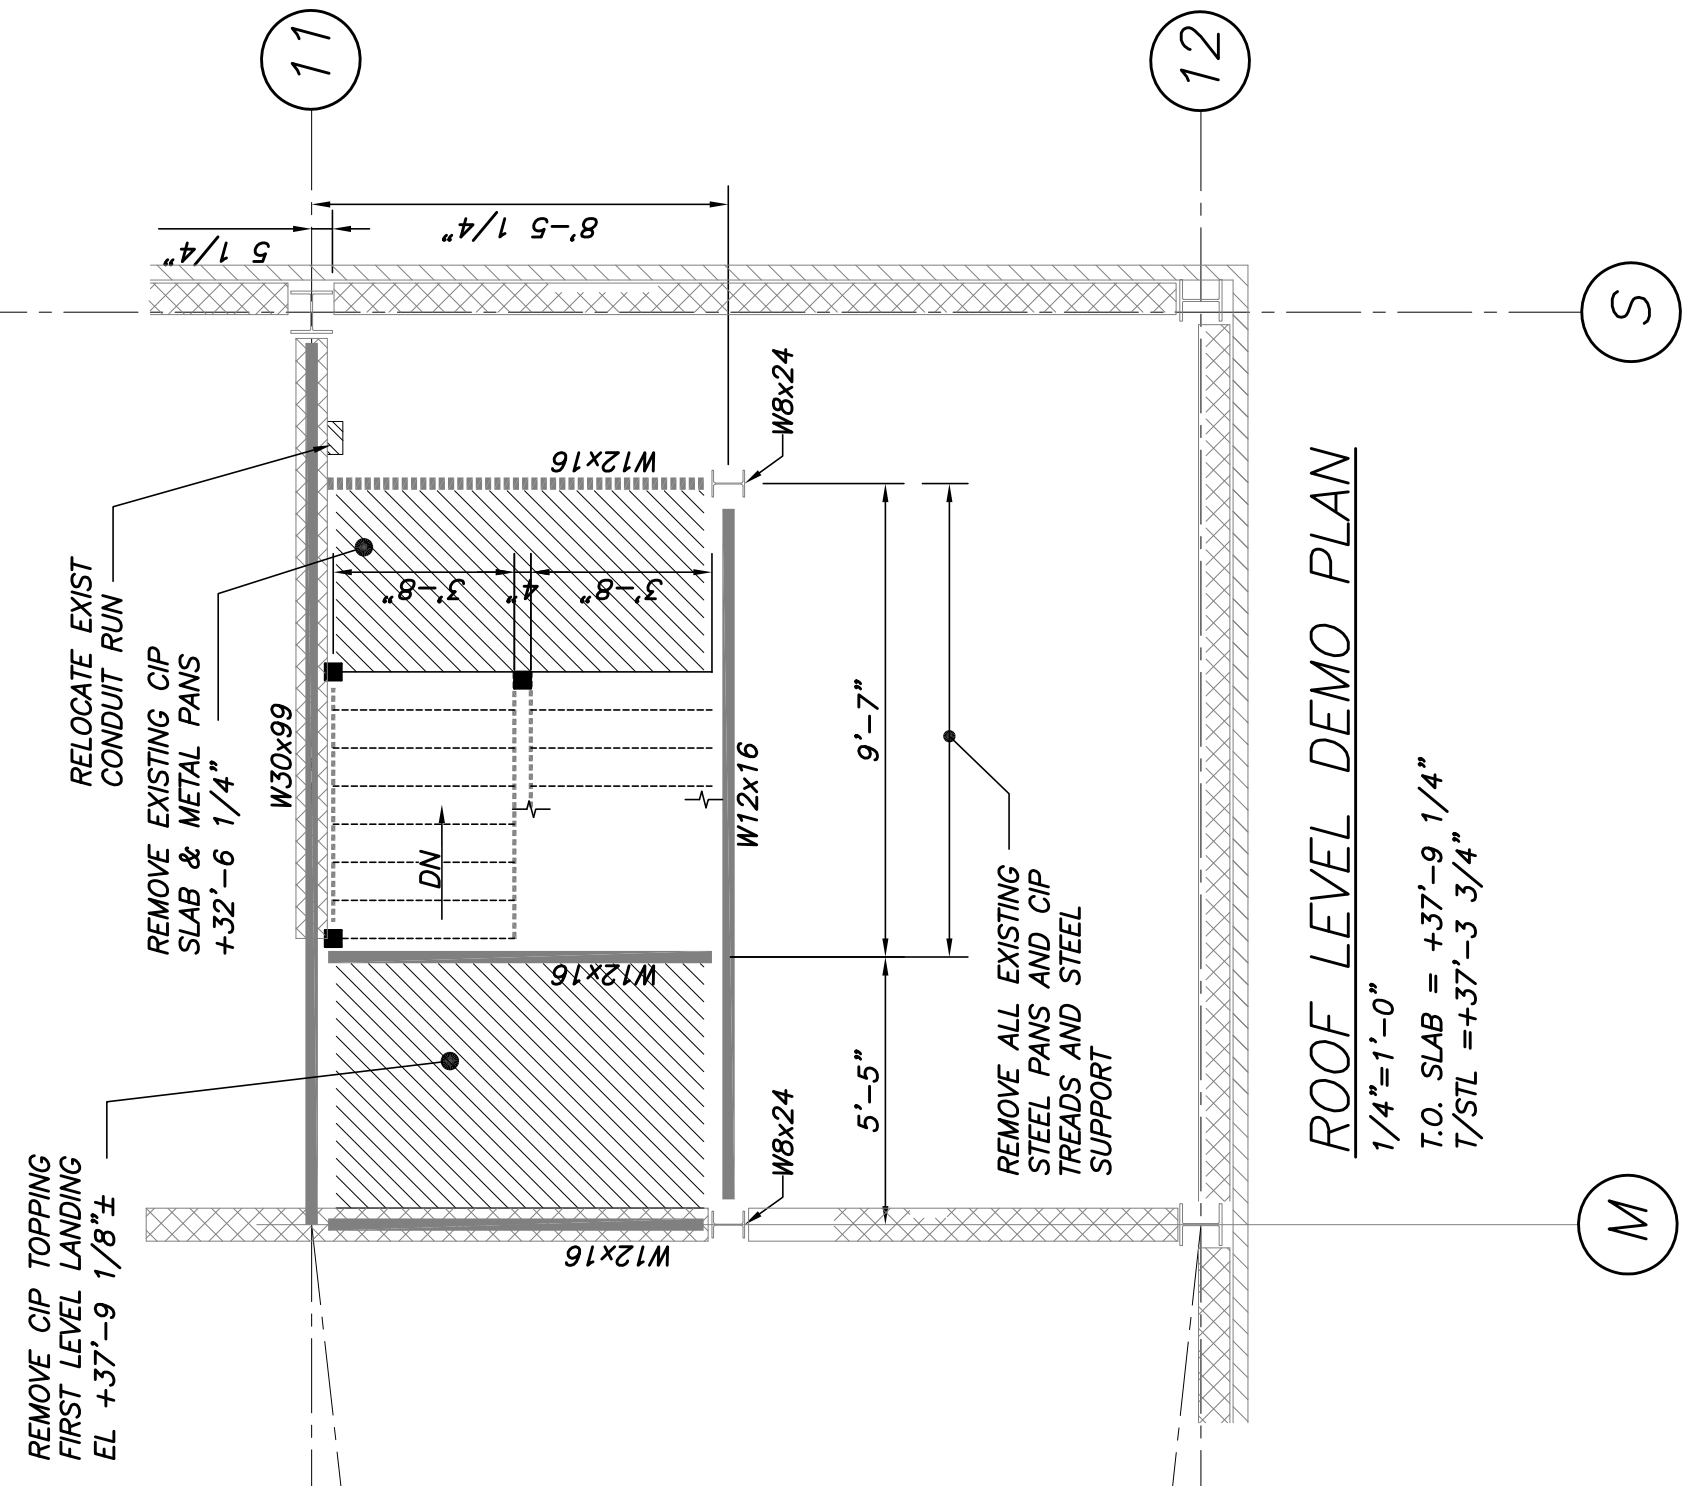 11
12
S
M
5 1/4"
8'-5 1/4"
RELOCATE EXIST
CONDUIT RUN
REMOVE EXISTING CIP
SLAB & METAL PANS
+32'-6 1/4"
W30x99
REMOVE CIP TOPPING
FIRST LEVEL LANDING
EL +37'-9 1/8"±
W12x16
W8x24
3'-8"
4"
3'-8"
DN
W12x16
W12x16
W12x16
W8x24
9'-7"
5'-5"
REMOVE ALL EXISTING
STEEL PANS AND CIP
TREADS AND STEEL
SUPPORT
ROOF LEVEL DEMO PLAN
1/4"=1'-0"
T.O. SLAB = +37'-9 1/4"
T/STL =+37'-3 3/4"